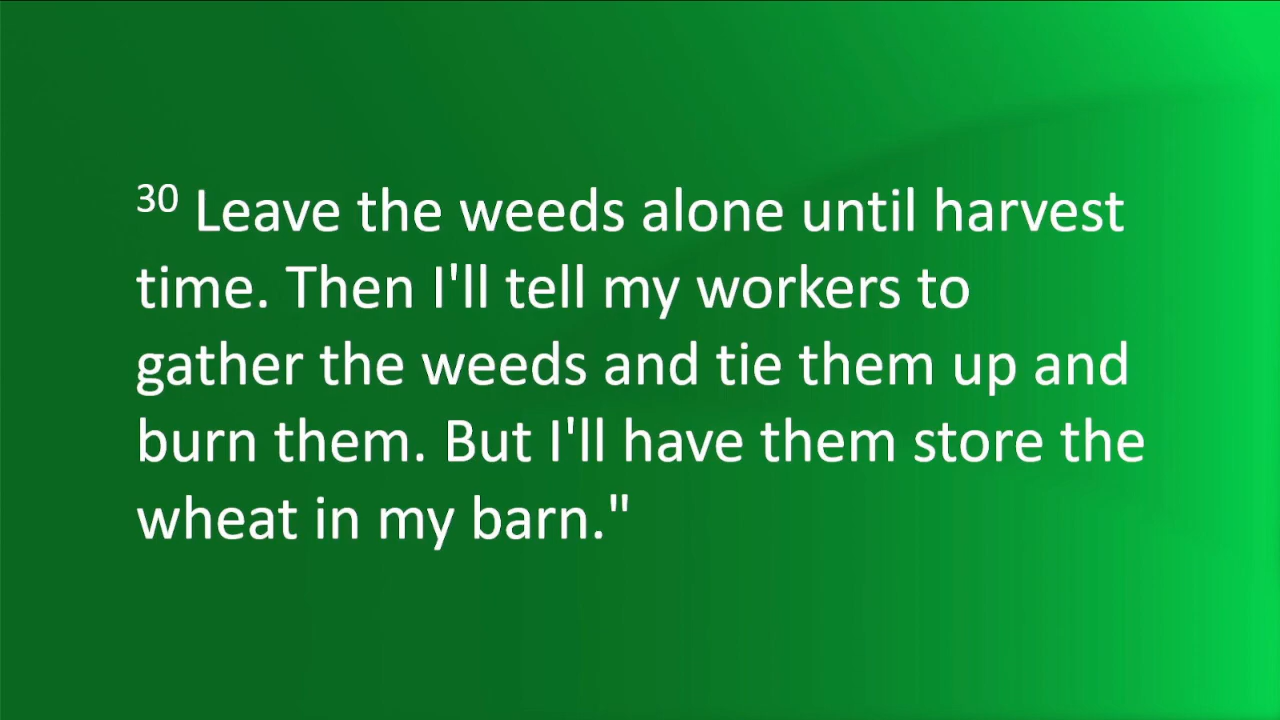 30 Leave the weeds alone until harvest
time. Then I'll tell my workers to
gather the weeds and tie them up and
burn them. But I'll have them store the
wheat in my barn."